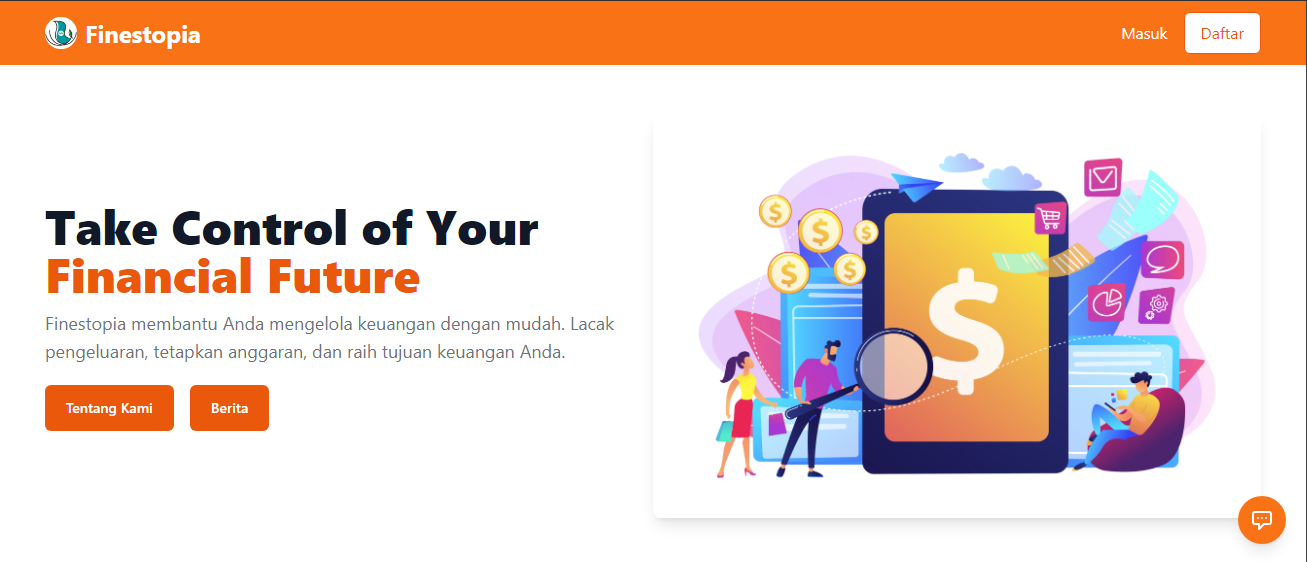 Finestopia
Masuk
Daftar
Take Control of Your
Financial Future
Finestopia membantu Anda mengelola keuangan dengan mudah. Lacak
pengeluaran, tetapkan anggaran, dan raih tujuan keuangan Anda.
Tentang Kami
Berita
$
$
$
$
$
$